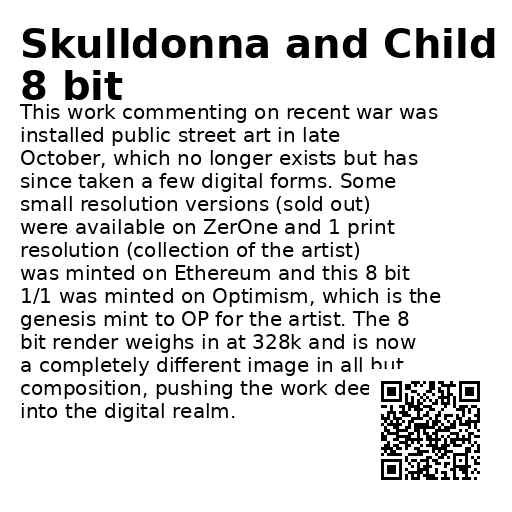 Skulldonna and Child
8 bit
This work commenting on recent war was
installed public street art in late
October, which no longer exists but has
since taken a few digital forms. Some
small resolution versions (sold out)
were available on ZerOne and 1 print
resolution (collection of the artist)
was minted on Ethereum and this 8 bit
1/1 was minted on Optimism, which is the
genesis mint to OP for the artist. The 8
bit render weighs in at 328k and is now
a completely different image in all but
composition, pushing the work dee
into the digital realm.